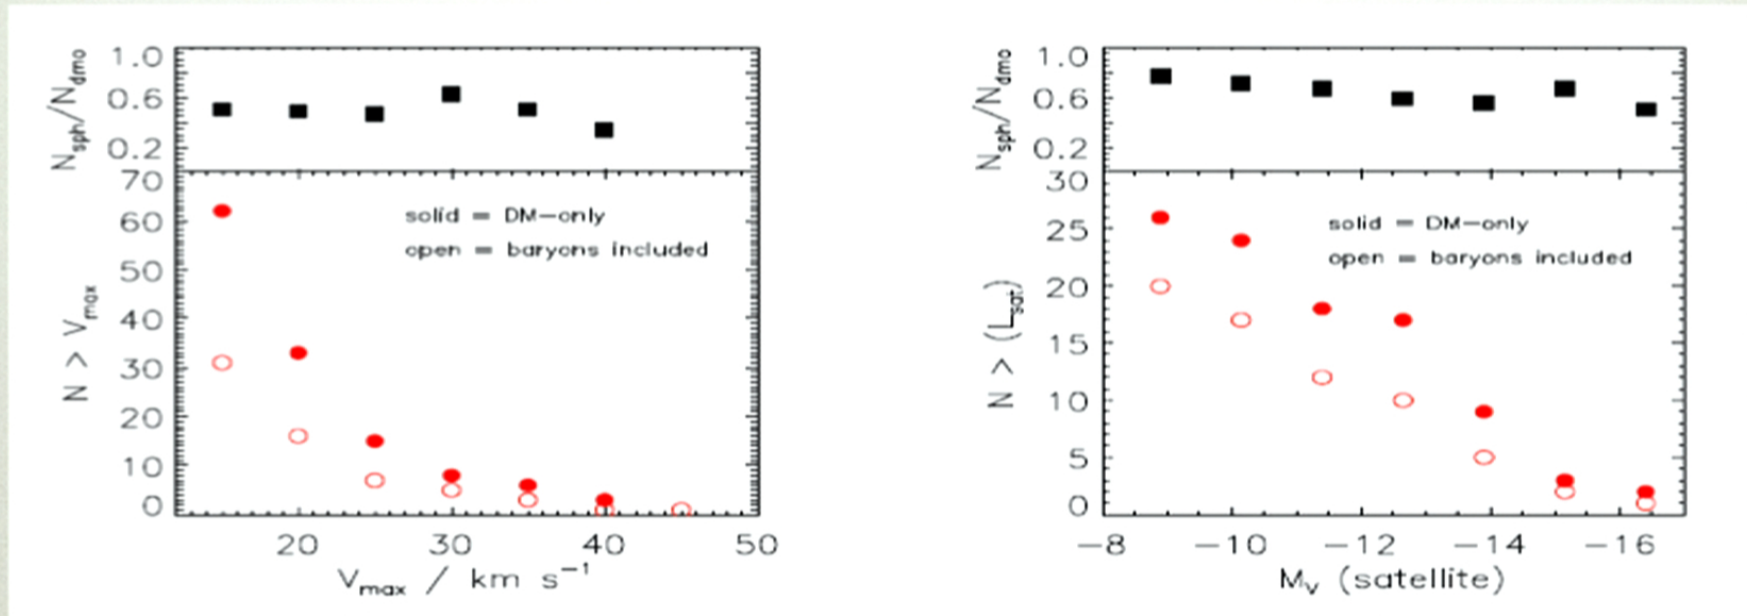 N_sph/N_dmo
1.0
0.6
0.2
N > V_max
70
60
50
40
30
20
10
0
solid = DM-only
open = baryons included
20 30 40 50
V_max / km s^-1
N_sph/N_dmo
1.0
0.6
0.2
N > (L_sat)
30
25
20
15
10
5
0
solid = DM-only
open = baryons included
-8 -10 -12 -14 -16
M_V (satellite)